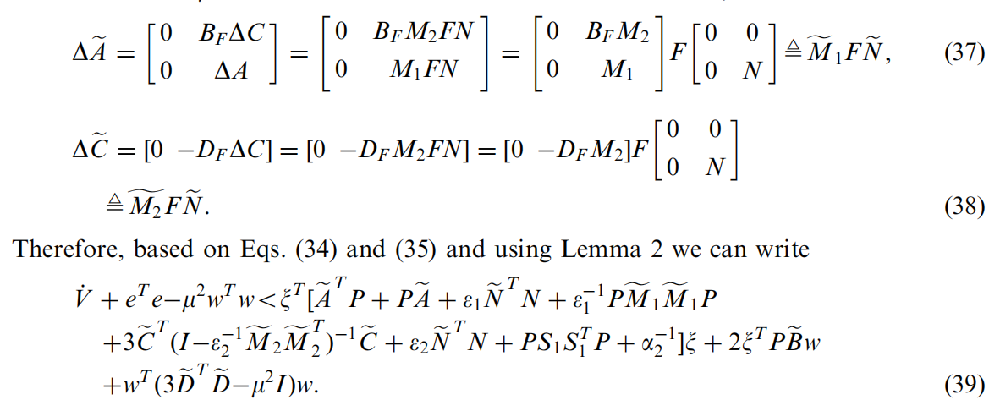 $\Delta\widetilde{A} = \begin{bmatrix} 0 & B_F \Delta C \\ 0 & \Delta A \end{bmatrix} = \begin{bmatrix} 0 & B_F M_2 F N \\ 0 & M_1 F N \end{bmatrix} = \begin{bmatrix} 0 & B_F M_2 \\ 0 & M_1 \end{bmatrix} F \begin{bmatrix} 0 & 0 \\ 0 & N \end{bmatrix} \triangleq \widetilde{M}_1 F \widetilde{N},$ (37)
$\Delta\widetilde{C} = [0 \ -D_F \Delta C] = [0 \ -D_F M_2 F N] = [0 \ -D_F M_2] F \begin{bmatrix} 0 & 0 \\ 0 & N \end{bmatrix}$
$\triangleq \widetilde{M_2} F \widetilde{N}.$ (38)
Therefore, based on Eqs. (34) and (35) and using Lemma 2 we can write
$\dot{V} + e^T e - \mu^2 w^T w < \xi^T [\widetilde{A}^T P + P\widetilde{A} + \varepsilon_1 \widetilde{N}^T N + \varepsilon_1^{-1} P \widetilde{M}_1 \widetilde{M}_1 P$
$+ 3\widetilde{C}^T (I - \varepsilon_2^{-1} \widetilde{M}_2 \widetilde{M}_2^T)^{-1} \widetilde{C} + \varepsilon_2 \widetilde{N}^T N + P S_1 S_1^T P + \alpha_2^{-1}] \xi + 2\xi^T P \widetilde{B} w$
$+ w^T (3\widetilde{D}^T \widetilde{D} - \mu^2 I) w.$ (39)